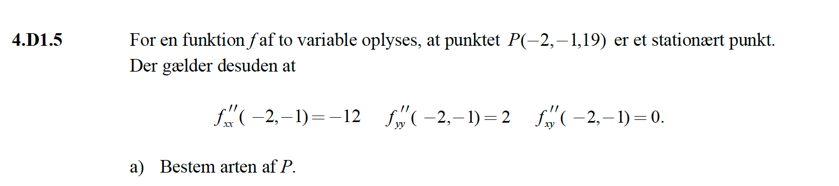 4.D1.5 For en funktion f af to variable oplyses, at punktet P(−2,−1,19) er et stationært punkt.
Der gælder desuden at
f''xx( −2,−1)=−12 f''yy( −2,−1)=2 f''xy( −2,−1)=0.
a) Bestem arten af P.